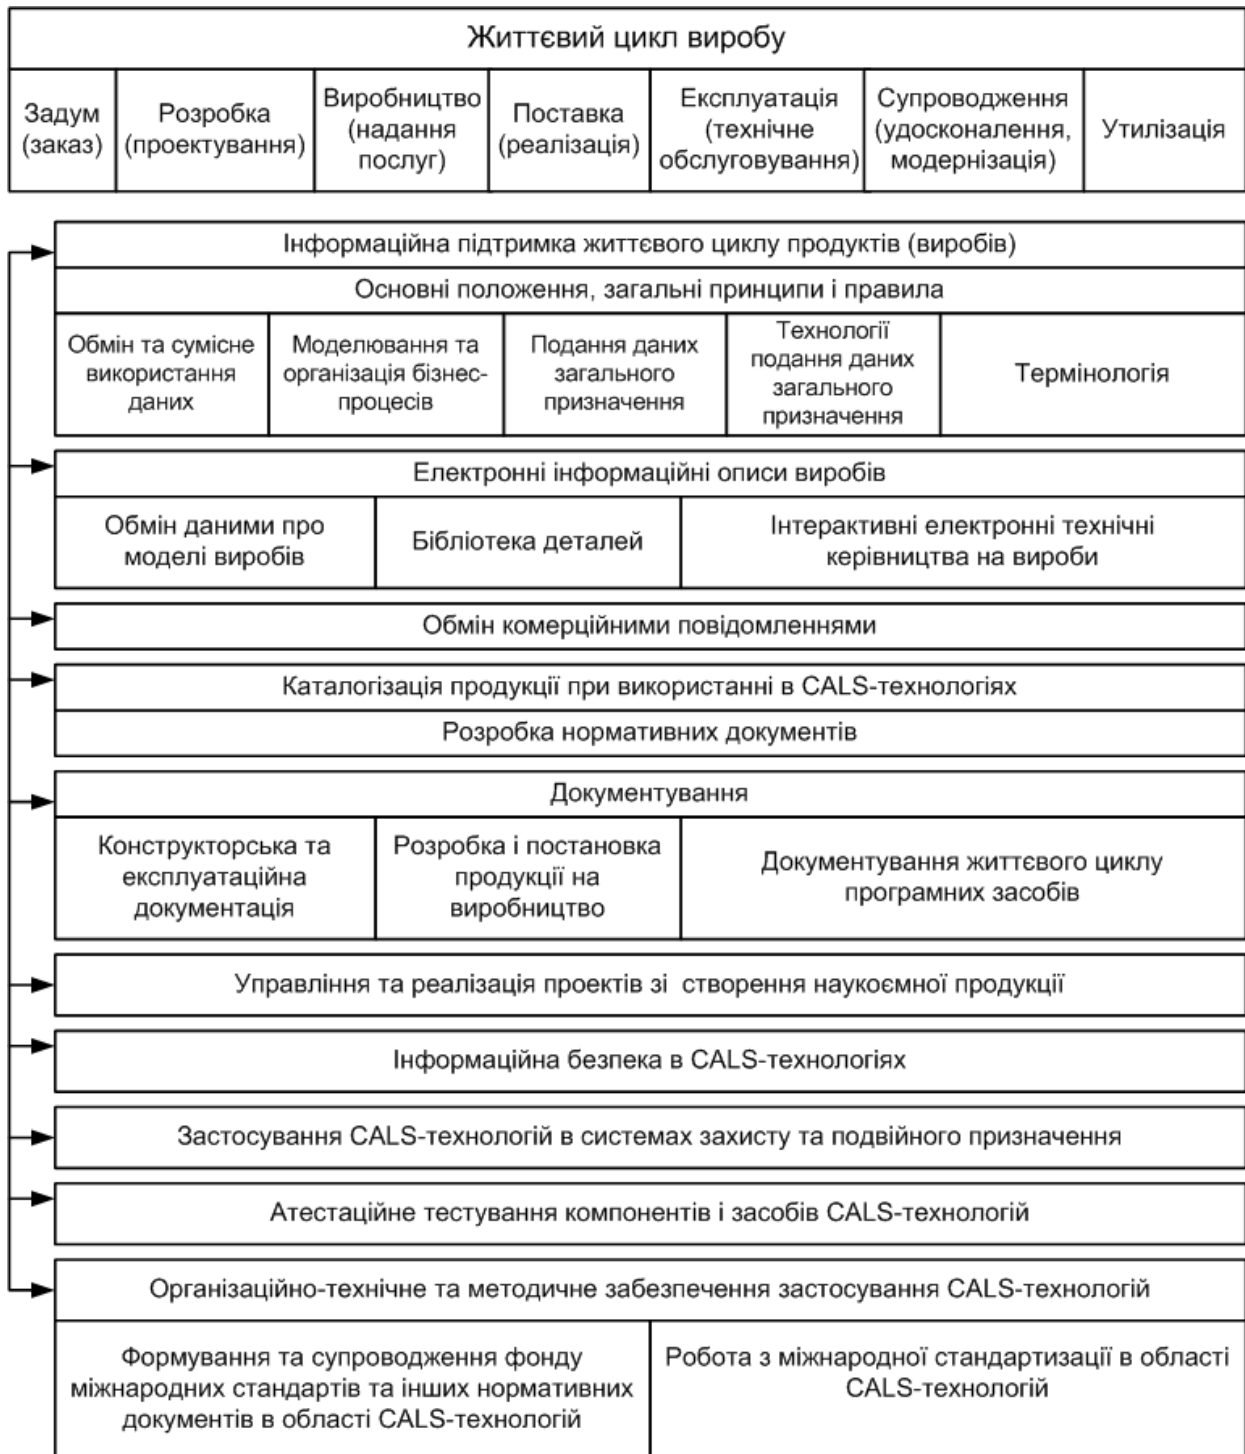 Життєвий цикл виробу
Задум
(заказ)
Розробка
(проектування)
Виробництво
(надання
послуг)
Поставка
(реалізація)
Експлуатація
(технічне
обслуговування)
Супроводження
(удосконалення,
модернізація)
Утилізація
Інформаційна підтримка життєвого циклу продуктів (виробів)
Основні положення, загальні принципи і правила
Обмін та сумісне
використання
даних
Моделювання та
організація бізнес-
процесів
Подання даних
загального
призначення
Технології
подання даних
загального
призначення
Термінологія
Електронні інформаційні описи виробів
Обмін даними про
моделі виробів
Бібліотека деталей
Інтерактивні електронні технічні
керівництва на вироби
Обмін комерційними повідомленнями
Каталогізація продукції при використанні в CALS-технологіях
Розробка нормативних документів
Документування
Конструкторська та
експлуатаційна
документація
Розробка і постановка
продукції на
виробництво
Документування життєвого циклу
програмних засобів
Управління та реалізація проектів зі створення наукоємної продукції
Інформаційна безпека в CALS-технологіях
Застосування CALS-технологій в системах захисту та подвійного призначення
Атестаційне тестування компонентів і засобів CALS-технологій
Організаційно-технічне та методичне забезпечення застосування CALS-технологій
Формування та супроводження фонду
міжнародних стандартів та інших нормативних
документів в області CALS-технологій
Робота з міжнародної стандартизації в області
CALS-технологій